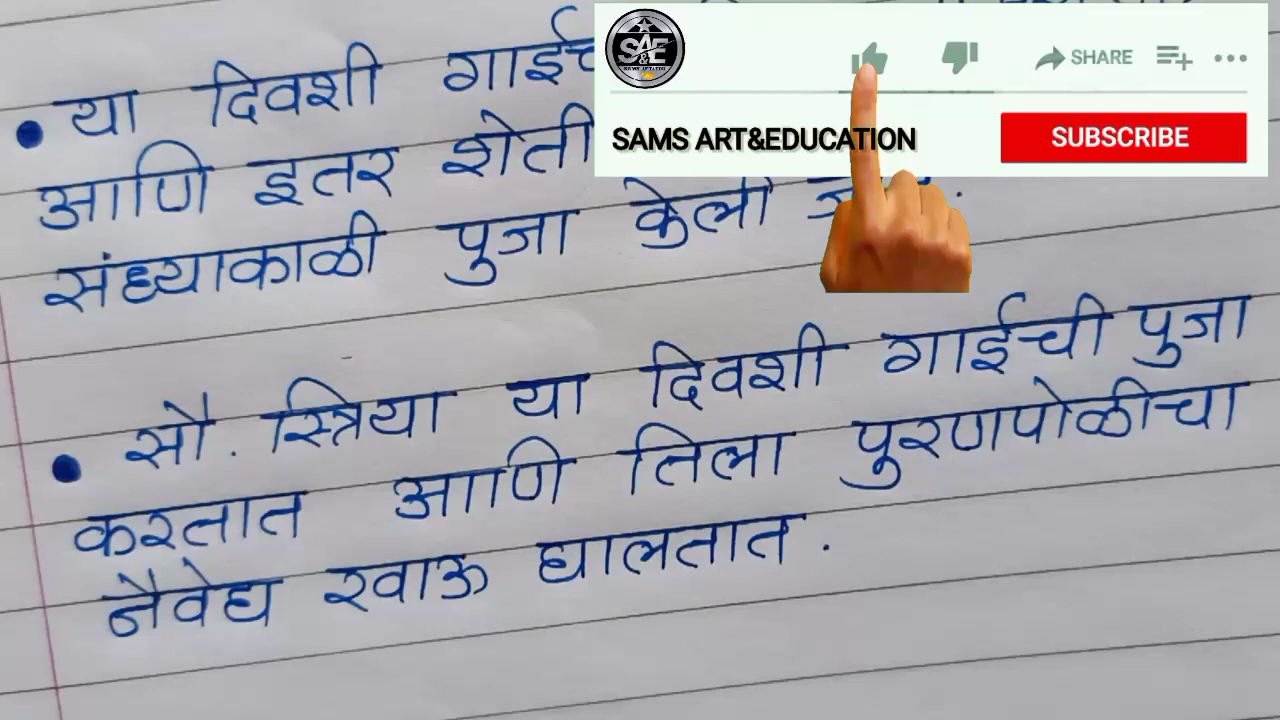 • या दिवशी
SHARE
आणि इतर शेती
SAMS ART&EDUCATION
SUBSCRIBE
संध्याकाळी पुजा केली
• सौ. स्त्रिया या दिवशी गाईची पुजा
करतात आणि तिला पुरणपोळीचा
नैवेद्य खाऊ घालतात.